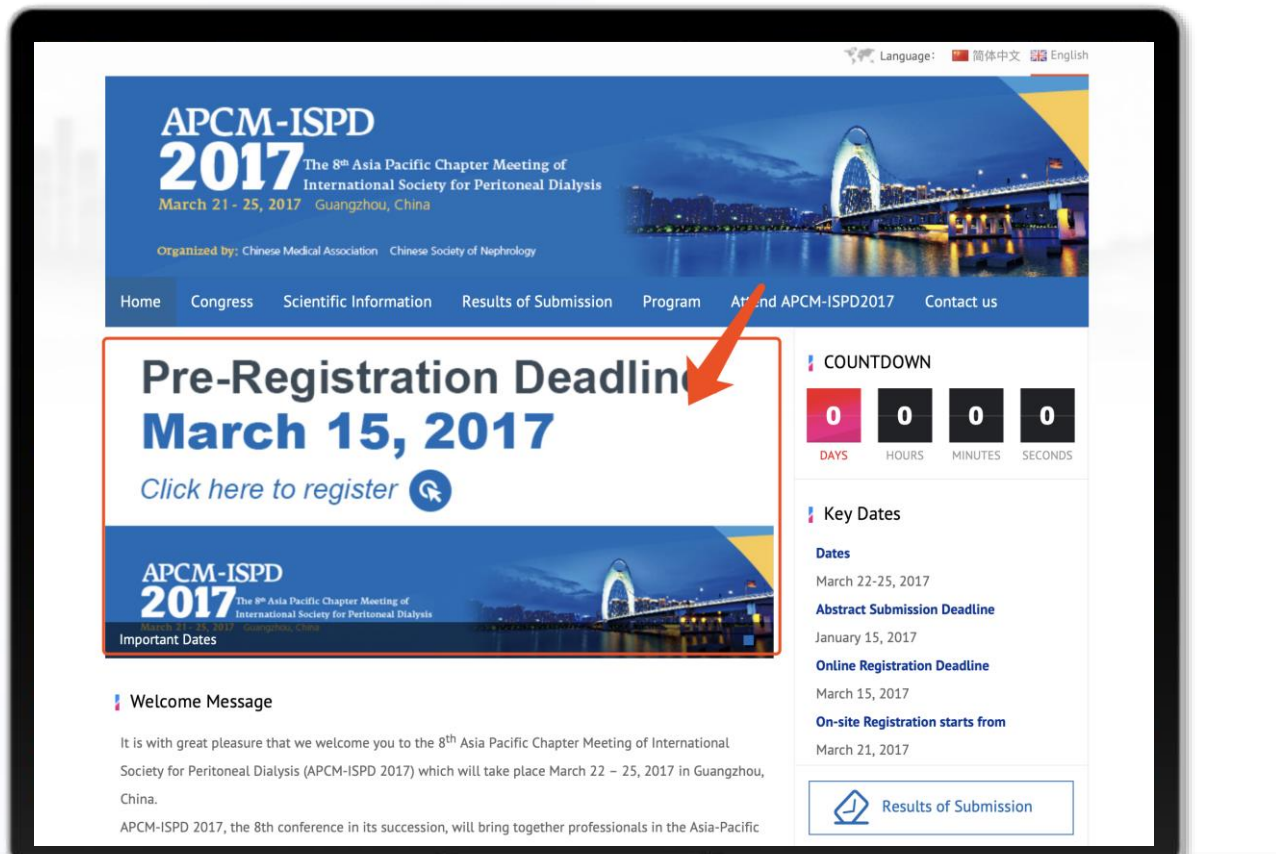 Language: 简体中文 English
APCM-ISPD
2017 The 8th Asia Pacific Chapter Meeting of
International Society for Peritoneal Dialysis
March 21 - 25, 2017 Guangzhou, China
Organized by: Chinese Medical Association Chinese Society of Nephrology
Home Congress Scientific Information Results of Submission Program Attend APCM-ISPD2017 Contact us
Pre-Registration Deadline
March 15, 2017
Click here to register
APCM-ISPD
2017 The 8th Asia Pacific Chapter Meeting of
International Society for Peritoneal Dialysis
March 21 - 25, 2017 Guangzhou, China
Important Dates
Welcome Message
It is with great pleasure that we welcome you to the 8th Asia Pacific Chapter Meeting of International
Society for Peritoneal Dialysis (APCM-ISPD 2017) which will take place March 22 – 25, 2017 in Guangzhou,
China.
APCM-ISPD 2017, the 8th conference in its succession, will bring together professionals in the Asia-Pacific
COUNTDOWN
0 0 0 0
DAYS HOURS MINUTES SECONDS
Key Dates
Dates
March 22-25, 2017
Abstract Submission Deadline
January 15, 2017
Online Registration Deadline
March 15, 2017
On-site Registration starts from
March 21, 2017
Results of Submission